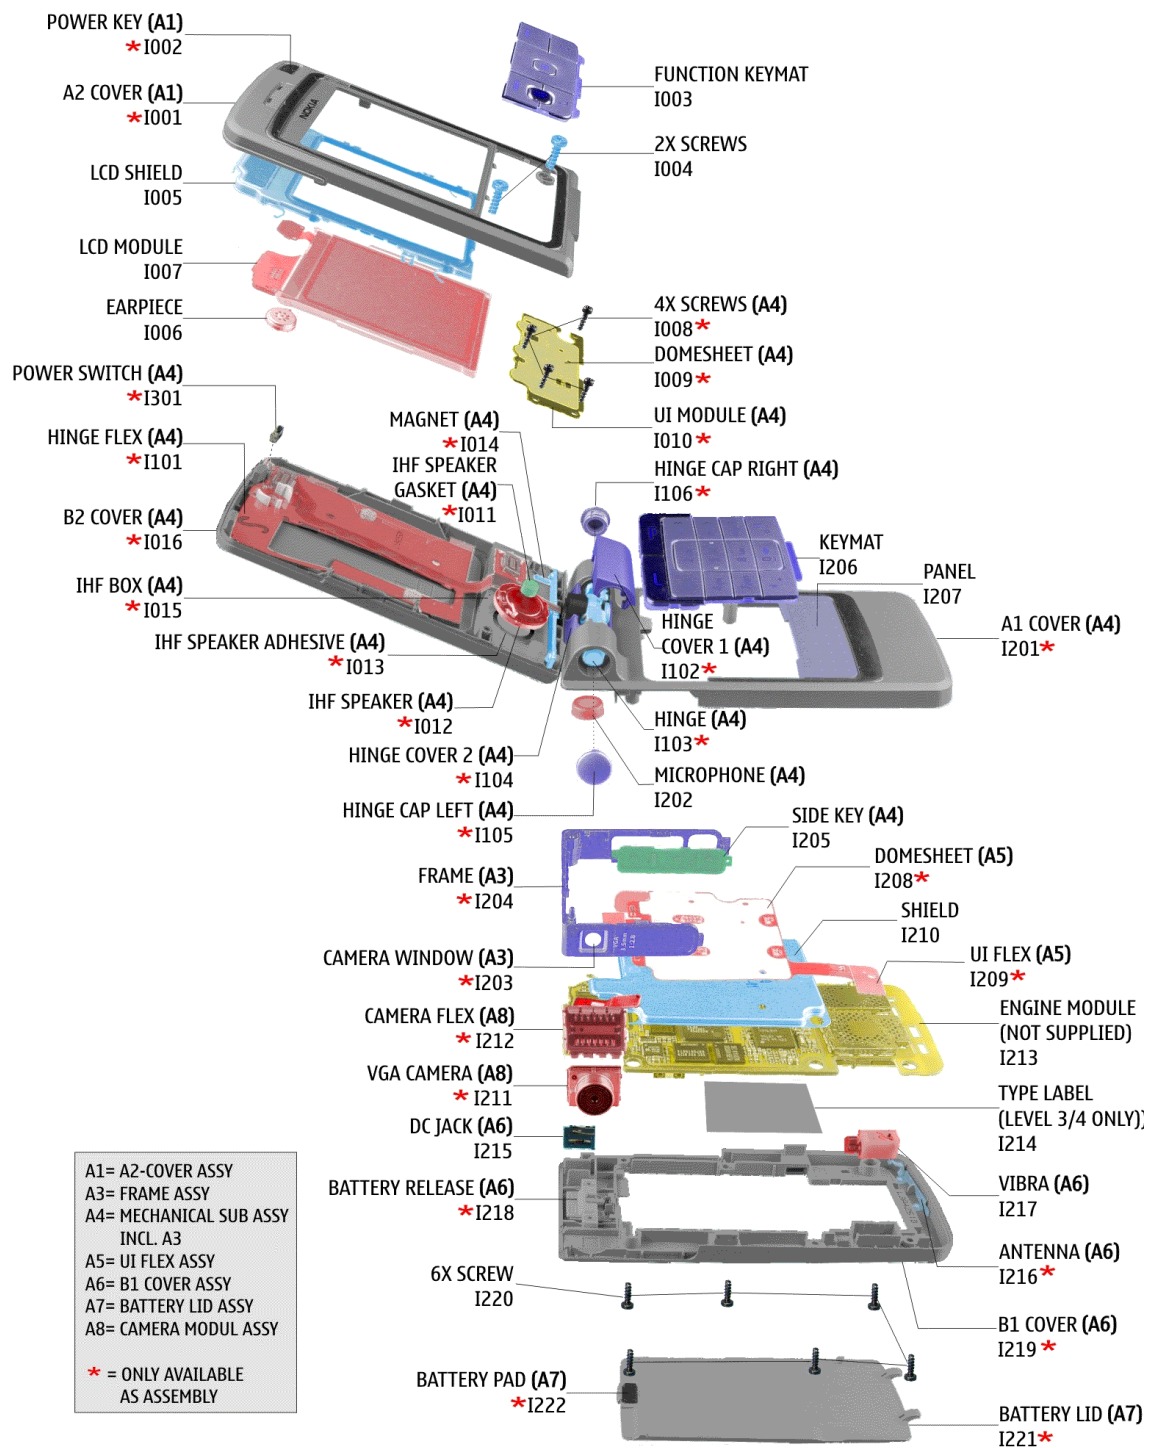 POWER KEY (A1)
*I002
A2 COVER (A1)
*I001
LCD SHIELD
I005
LCD MODULE
I007
EARPIECE
I006
POWER SWITCH (A4)
*I301
HINGE FLEX (A4)
*I101
B2 COVER (A4)
*I016
IHF BOX (A4)
*I015
IHF SPEAKER ADHESIVE (A4)
*I013
IHF SPEAKER (A4)
*I012
HINGE COVER 2 (A4)
*I104
HINGE CAP LEFT (A4)
*I105
MAGNET (A4)
*I014
IHF SPEAKER
GASKET (A4)
*I011
NOKIA
FUNCTION KEYMAT
I003
2X SCREWS
I004
4X SCREWS (A4)
I008*
DOMESHEET (A4)
I009*
UI MODULE (A4)
I010*
HINGE CAP RIGHT (A4)
I106*
KEYMAT
I206
PANEL
I207
A1 COVER (A4)
I201*
HINGE
COVER 1 (A4)
I102*
HINGE (A4)
I103*
MICROPHONE (A4)
I202
SIDE KEY (A4)
I205
DOMESHEET (A5)
I208*
SHIELD
I210
UI FLEX (A5)
I209*
ENGINE MODULE
(NOT SUPPLIED)
I213
TYPE LABEL
(LEVEL 3/4 ONLY))
I214
VIBRA (A6)
I217
ANTENNA (A6)
I216*
B1 COVER (A6)
I219*
BATTERY LID (A7)
I221*
FRAME (A3)
*I204
CAMERA WINDOW (A3)
*I203
CAMERA FLEX (A8)
*I212
VGA CAMERA (A8)
*I211
DC JACK (A6)
I215
BATTERY RELEASE (A6)
*I218
6X SCREW
I220
BATTERY PAD (A7)
*I222
A1= A2-COVER ASSY
A3= FRAME ASSY
A4= MECHANICAL SUB ASSY
INCL. A3
A5= UI FLEX ASSY
A6= B1 COVER ASSY
A7= BATTERY LID ASSY
A8= CAMERA MODUL ASSY
* = ONLY AVAILABLE
AS ASSEMBLY